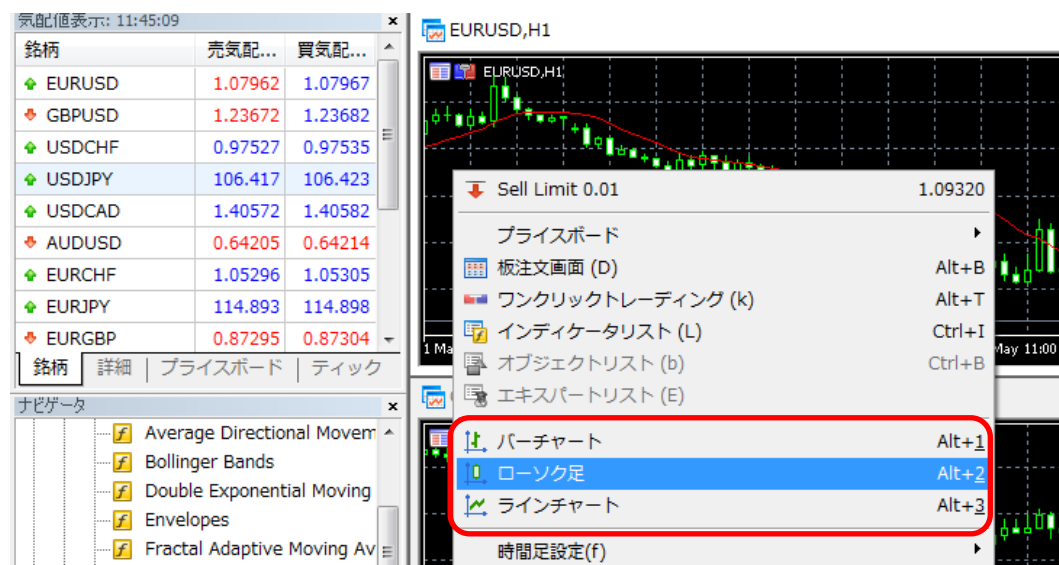 気配値表示: 11:45:09
銘柄 売気配... 買気配...
EURUSD 1.07962 1.07967
GBPUSD 1.23672 1.23682
USDCHF 0.97527 0.97535
USDJPY 106.417 106.423
USDCAD 1.40572 1.40582
AUDUSD 0.64205 0.64214
EURCHF 1.05296 1.05305
EURJPY 114.893 114.898
EURGBP 0.87295 0.87304
銘柄 詳細 プライスボード ティック
ナビゲータ
Average Directional Movem
Bollinger Bands
Double Exponential Moving
Envelopes
Fractal Adaptive Moving Av
EURUSD,H1
EURUSD,H1
Sell Limit 0.01 1.09320
プライスボード
板注文画面 (D) Alt+B
ワンクリックトレーディング (k) Alt+T
インディケータリスト (L) Ctrl+I
オブジェクトリスト (b) Ctrl+B
エキスパートリスト (E)
バーチャート Alt+1
ローソク足 Alt+2
ラインチャート Alt+3
時間足設定(f)
1 Ma
May 11:00